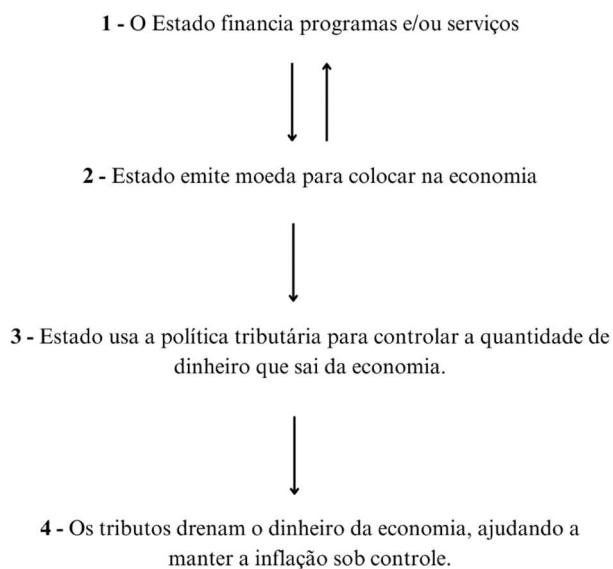 1 - O Estado financia programas e/ou serviços
2 - Estado emite moeda para colocar na economia
3 - Estado usa a política tributária para controlar a quantidade de
dinheiro que sai da economia.
4 - Os tributos drenam o dinheiro da economia, ajudando a
manter a inflação sob controle.